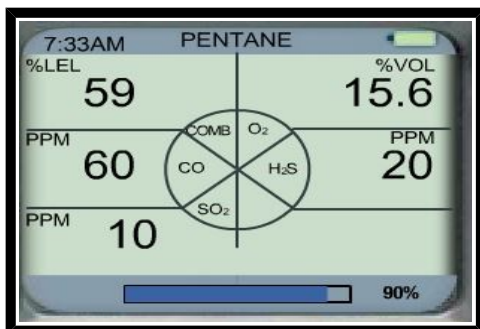 7:33AM PENTANE
%LEL %VOL
59 15.6
COMB O₂
PPM PPM
60 CO H₂S 20
SO₂
PPM 10
90%